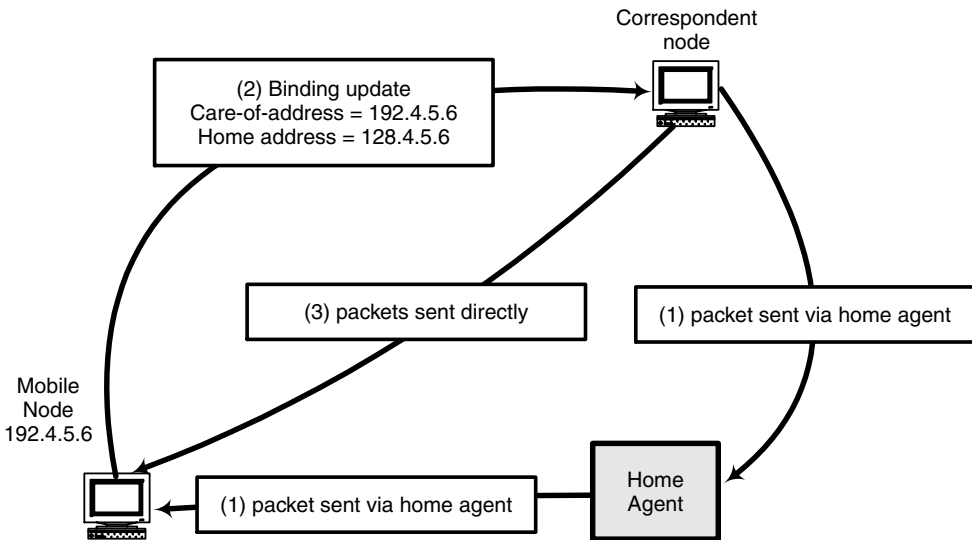 Correspondent
node
(2) Binding update
Care-of-address = 192.4.5.6
Home address = 128.4.5.6
(3) packets sent directly
(1) packet sent via home agent
Mobile
Node
192.4.5.6
(1) packet sent via home agent
Home
Agent